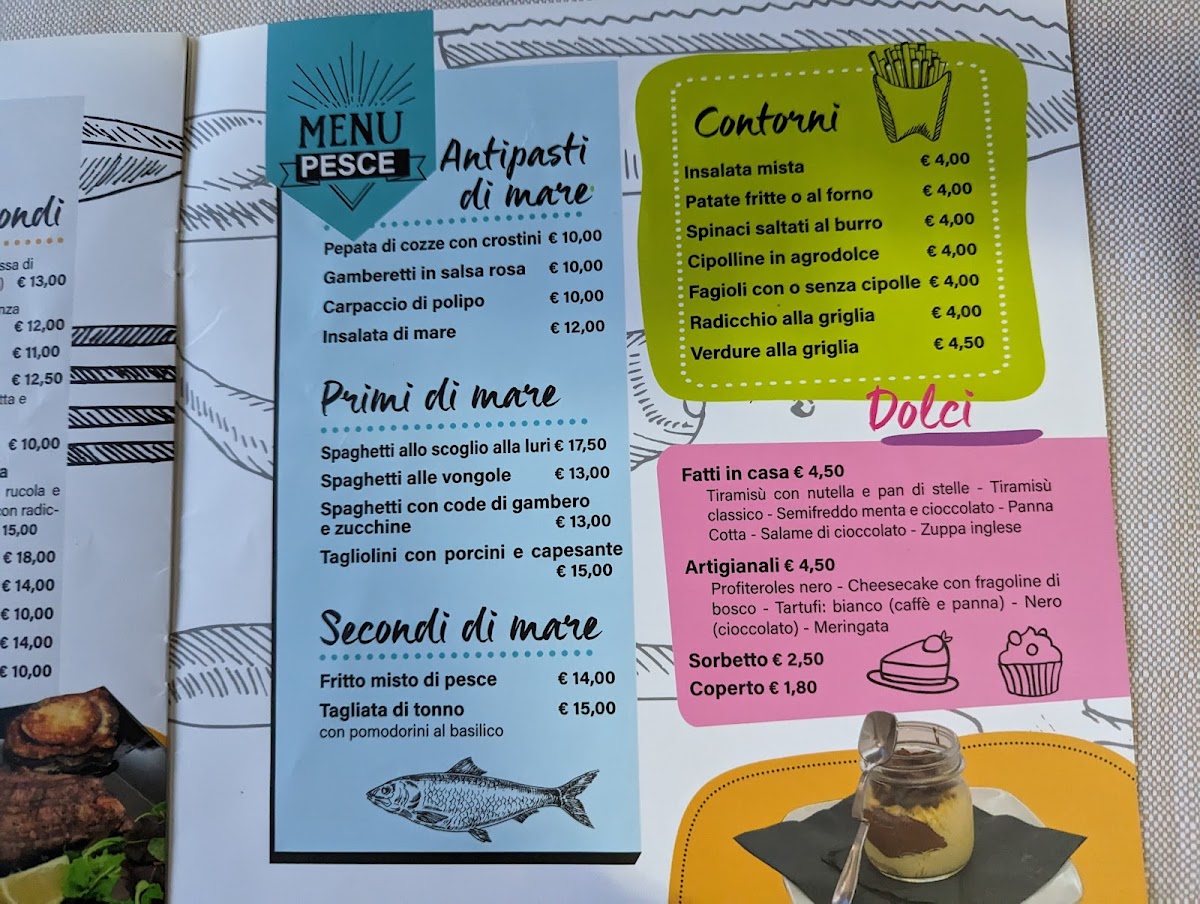 ondi
ssa di
) € 13,00
nza
€ 12,00
€ 11,00
€ 12,50
tta e
€ 10,00
a
rucola e
on radic-
15,00
€ 18,00
€ 14,00
€ 10,00
€ 14,00
€ 10,00
MENU
PESCE
Antipasti
di mare
Pepata di cozze con crostini € 10,00
Gamberetti in salsa rosa € 10,00
Carpaccio di polipo € 10,00
Insalata di mare € 12,00
Primi di mare
Spaghetti allo scoglio alla luri € 17,50
Spaghetti alle vongole € 13,00
Spaghetti con code di gambero
e zucchine € 13,00
Tagliolini con porcini e capesante
€ 15,00
Secondi di mare
Fritto misto di pesce € 14,00
Tagliata di tonno € 15,00
con pomodorini al basilico
Contorni
Insalata mista € 4,00
Patate fritte o al forno € 4,00
Spinaci saltati al burro € 4,00
Cipolline in agrodolce € 4,00
Fagioli con o senza cipolle € 4,00
Radicchio alla griglia € 4,00
Verdure alla griglia € 4,50
Dolci
Fatti in casa € 4,50
Tiramisù con nutella e pan di stelle - Tiramisù
classico - Semifreddo menta e cioccolato - Panna
Cotta - Salame di cioccolato - Zuppa inglese
Artigianali € 4,50
Profiteroles nero - Cheesecake con fragoline di
bosco - Tartufi: bianco (caffè e panna) - Nero
(cioccolato) - Meringata
Sorbetto € 2,50
Coperto € 1,80